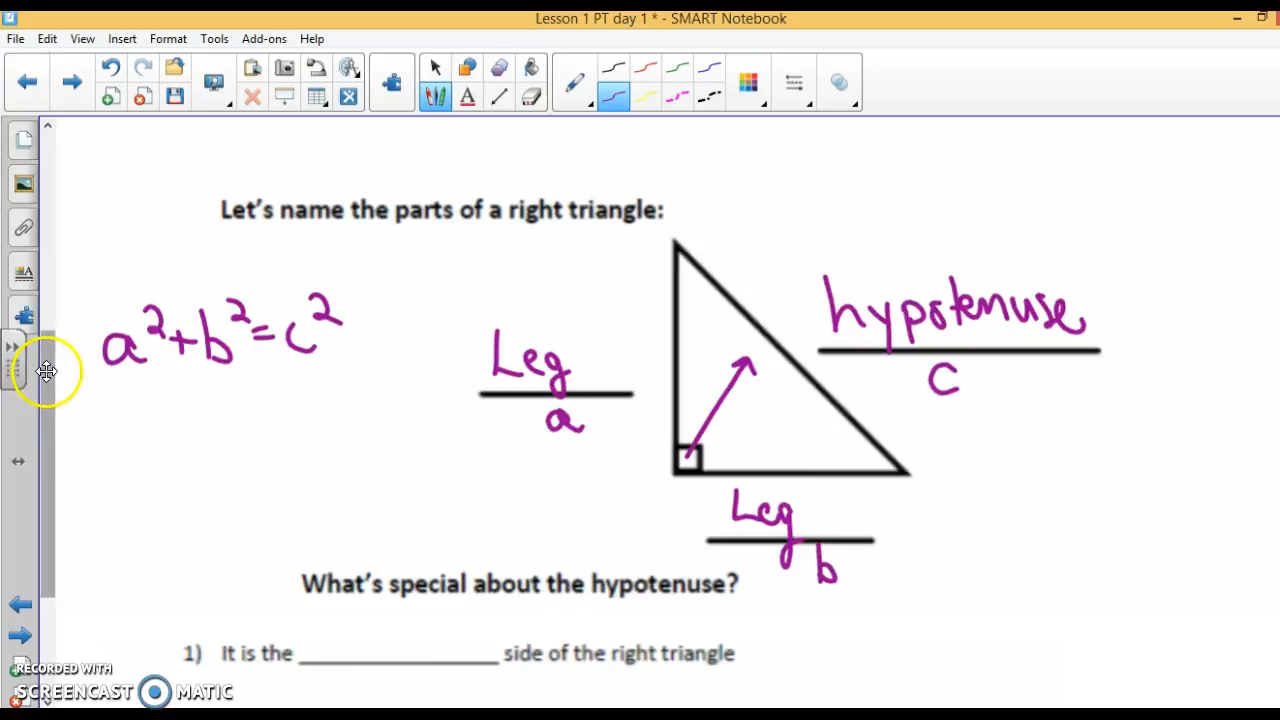 Lesson 1 PT day 1 * - SMART Notebook
File Edit View Insert Format Tools Add-ons Help
Let's name the parts of a right triangle:
a²+b²=c²
Leg
a
hypotenuse
c
Leg
b
What's special about the hypotenuse?
1) It is the ________________ side of the right triangle
RECORDED WITH
SCREENCAST MATIC